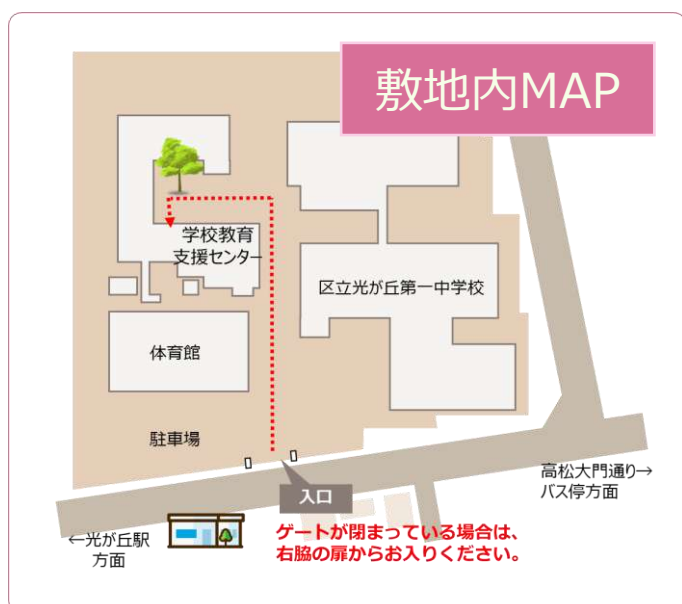 敷地内MAP
学校教育
支援センター
区立光が丘第一中学校
体育館
駐車場
入口
高松大門通り→
バス停方面
←光が丘駅
方面
ゲートが閉まっている場合は、
右脇の扉からお入りください。